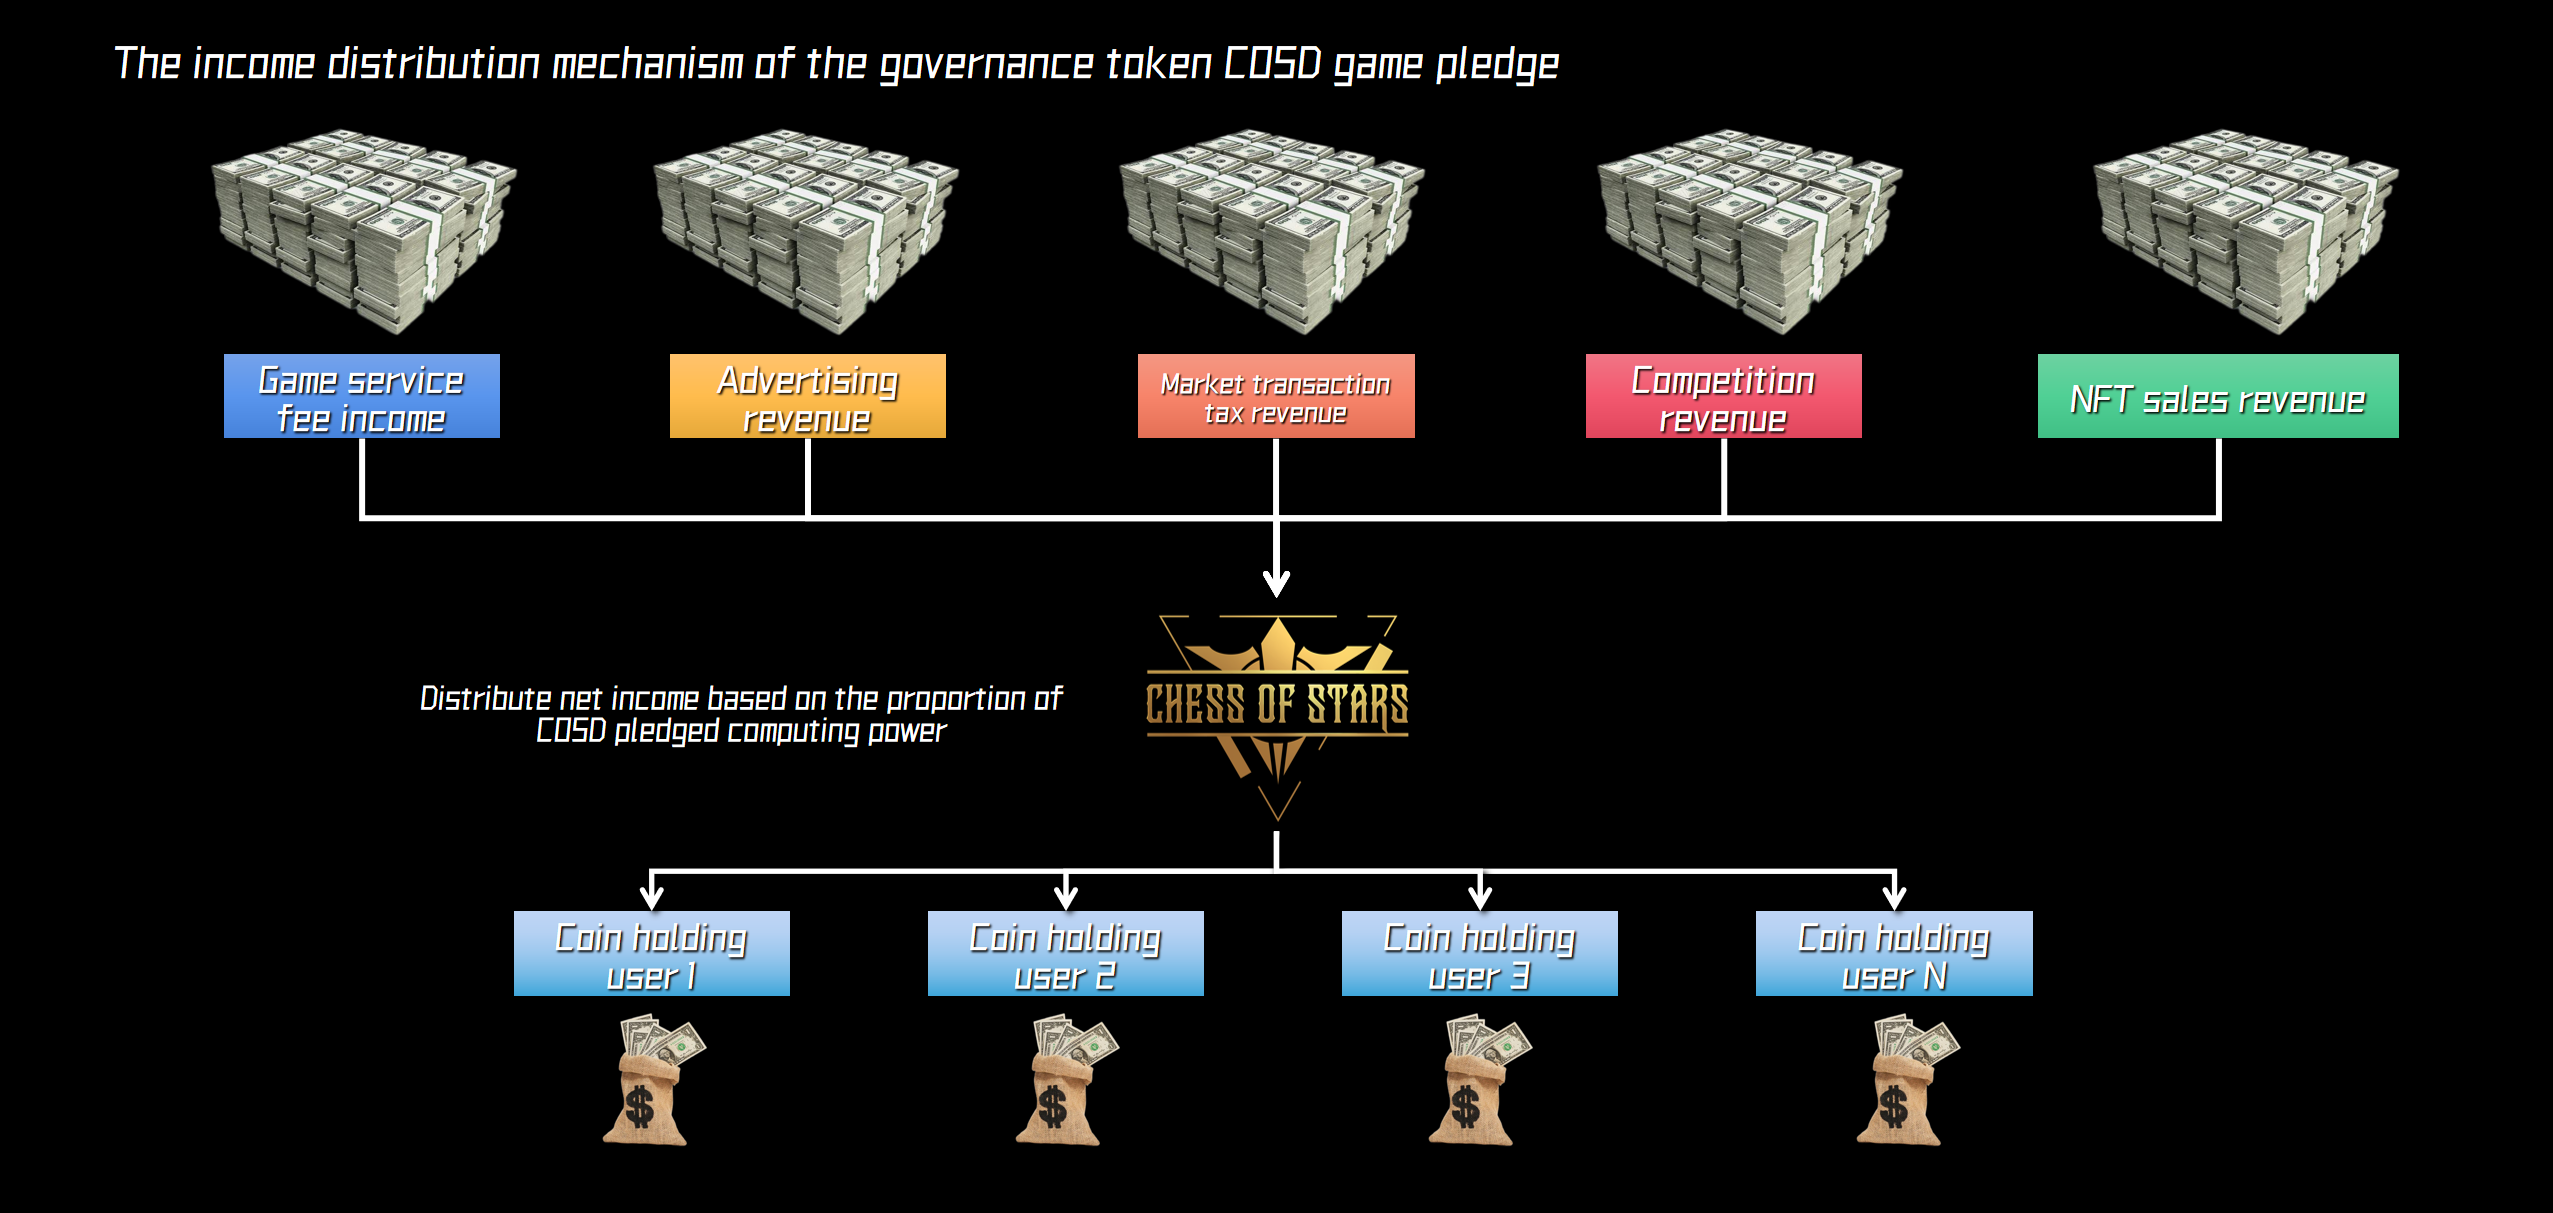 The income distribution mechanism of the governance token COSD game pledge
Game service
fee income
Advertising
revenue
Market transaction
tax revenue
Competition
revenue
NFT sales revenue
Distribute net income based on the proportion of
COSD pledged computing power
CHESS OF STARS
Coin holding
user 1
Coin holding
user 2
Coin holding
user 3
Coin holding
user N
$
$
$
$